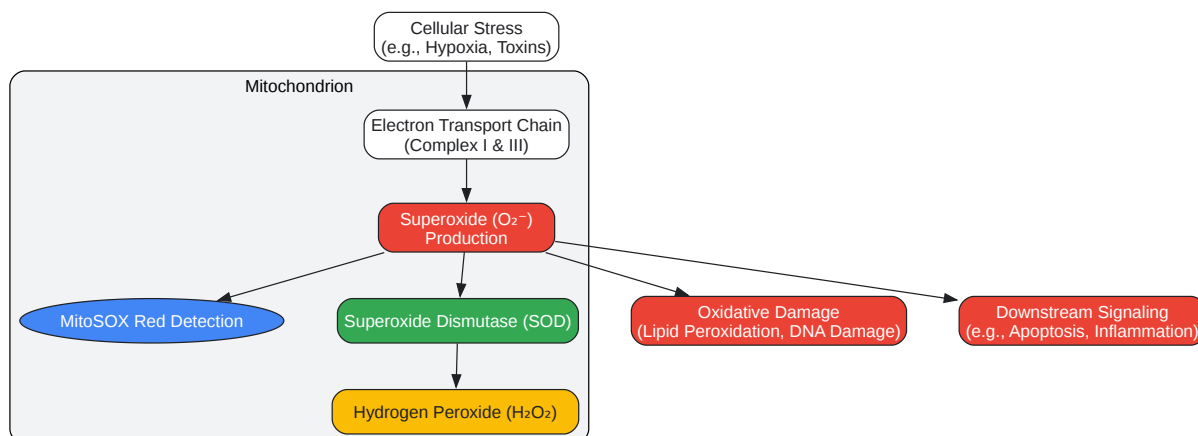 Cellular Stress
(e.g., Hypoxia, Toxins)
Mitochondrion
Electron Transport Chain
(Complex I & III)
Superoxide (O₂⁻)
Production
MitoSOX Red Detection
Superoxide Dismutase (SOD)
Oxidative Damage
(Lipid Peroxidation, DNA Damage)
Downstream Signaling
(e.g., Apoptosis, Inflammation)
Hydrogen Peroxide (H₂O₂)